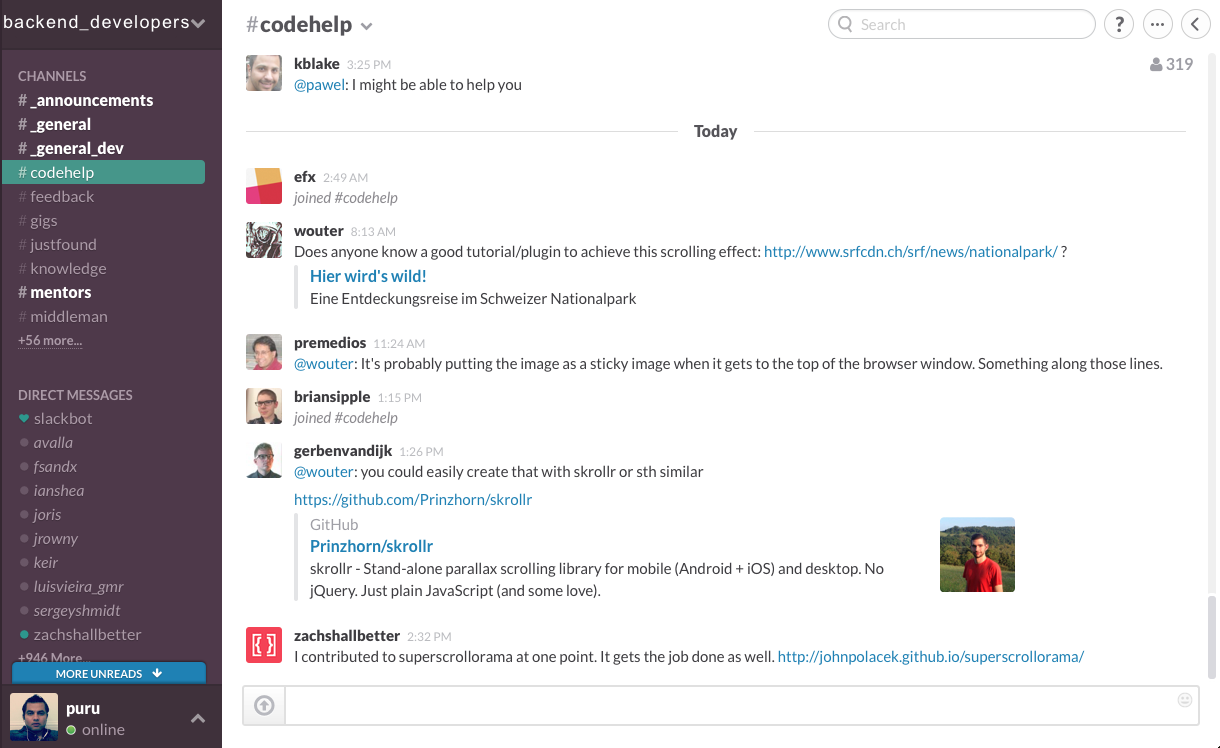 backend_developers
CHANNELS
# _announcements
# _general
# _general_dev
# codehelp
# feedback
# gigs
# justfound
# knowledge
# mentors
# middleman
+56 more...
DIRECT MESSAGES
slackbot
avalla
fsandx
ianshea
joris
jrowny
keir
luisvieira_gmr
sergeyshmidt
zachshallbetter
+946 More...
MORE UNREADS
puru
online
#codehelp
Search
?
319
kblake 3:25 PM
@pawel: I might be able to help you
Today
efx 2:49 AM
joined #codehelp
wouter 8:13 AM
Does anyone know a good tutorial/plugin to achieve this scrolling effect: http://www.srfcdn.ch/srf/news/nationalpark/ ?
Hier wird's wild!
Eine Entdeckungsreise im Schweizer Nationalpark
premedios 11:24 AM
@wouter: It's probably putting the image as a sticky image when it gets to the top of the browser window. Something along those lines.
briansipple 1:15 PM
joined #codehelp
gerbenvandijk 1:26 PM
@wouter: you could easily create that with skrollr or sth similar
https://github.com/Prinzhorn/skrollr
GitHub
Prinzhorn/skrollr
skrollr - Stand-alone parallax scrolling library for mobile (Android + iOS) and desktop. No
jQuery. Just plain JavaScript (and some love).
zachshallbetter 2:32 PM
I contributed to superscrollorama at one point. It gets the job done as well. http://johnpolacek.github.io/superscrollorama/